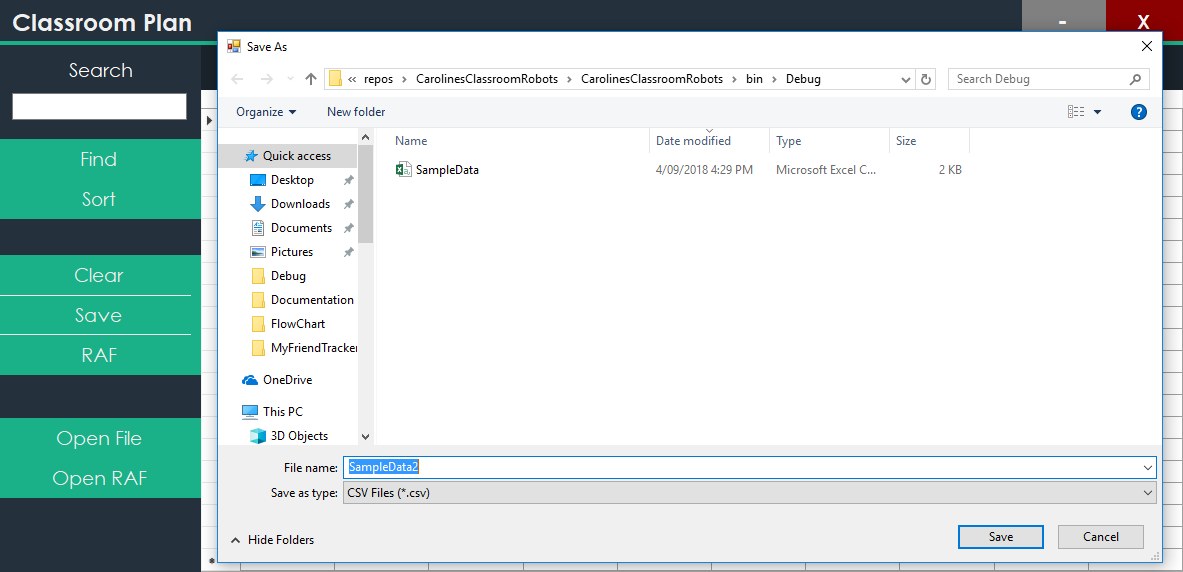 Classroom Plan
-
X
Search
Find
Sort
Clear
Save
RAF
Open File
Open RAF
Save As
« repos > CarolinesClassroomRobots > CarolinesClassroomRobots > bin > Debug
Search Debug
Organize
New folder
?
Quick access
Desktop
Downloads
Documents
Pictures
Debug
Documentation
FlowChart
MyFriendTracker
OneDrive
This PC
3D Objects
Name Date modified Type Size
SampleData 4/09/2018 4:29 PM Microsoft Excel C... 2 KB
File name: SampleData2
Save as type: CSV Files (*.csv)
Hide Folders
Save
Cancel